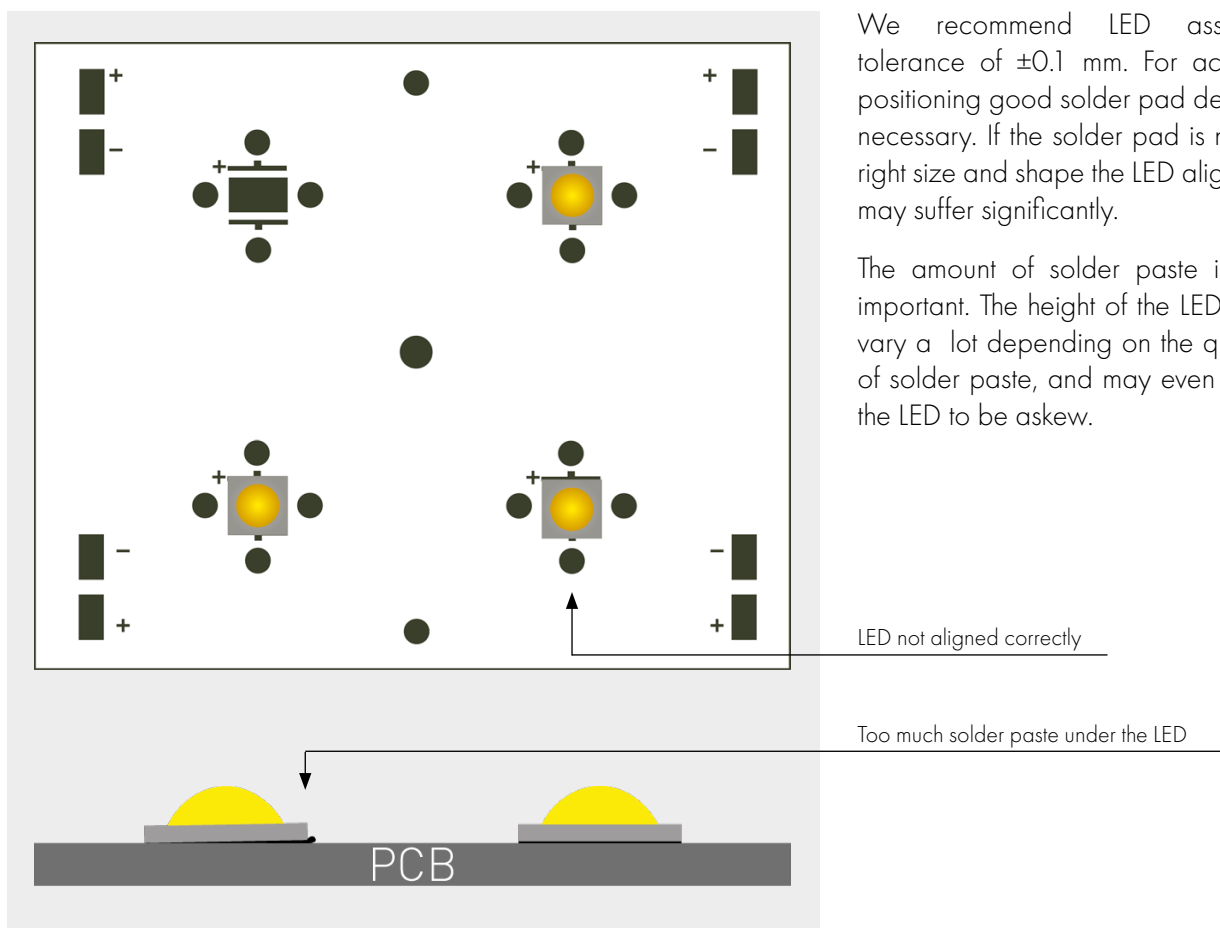 We recommend LED ass
tolerance of ±0.1 mm. For ac
positioning good solder pad de
necessary. If the solder pad is r
right size and shape the LED alig
may suffer significantly.
The amount of solder paste i
important. The height of the LED
vary a lot depending on the q
of solder paste, and may even
the LED to be askew.
LED not aligned correctly
Too much solder paste under the LED
PCB